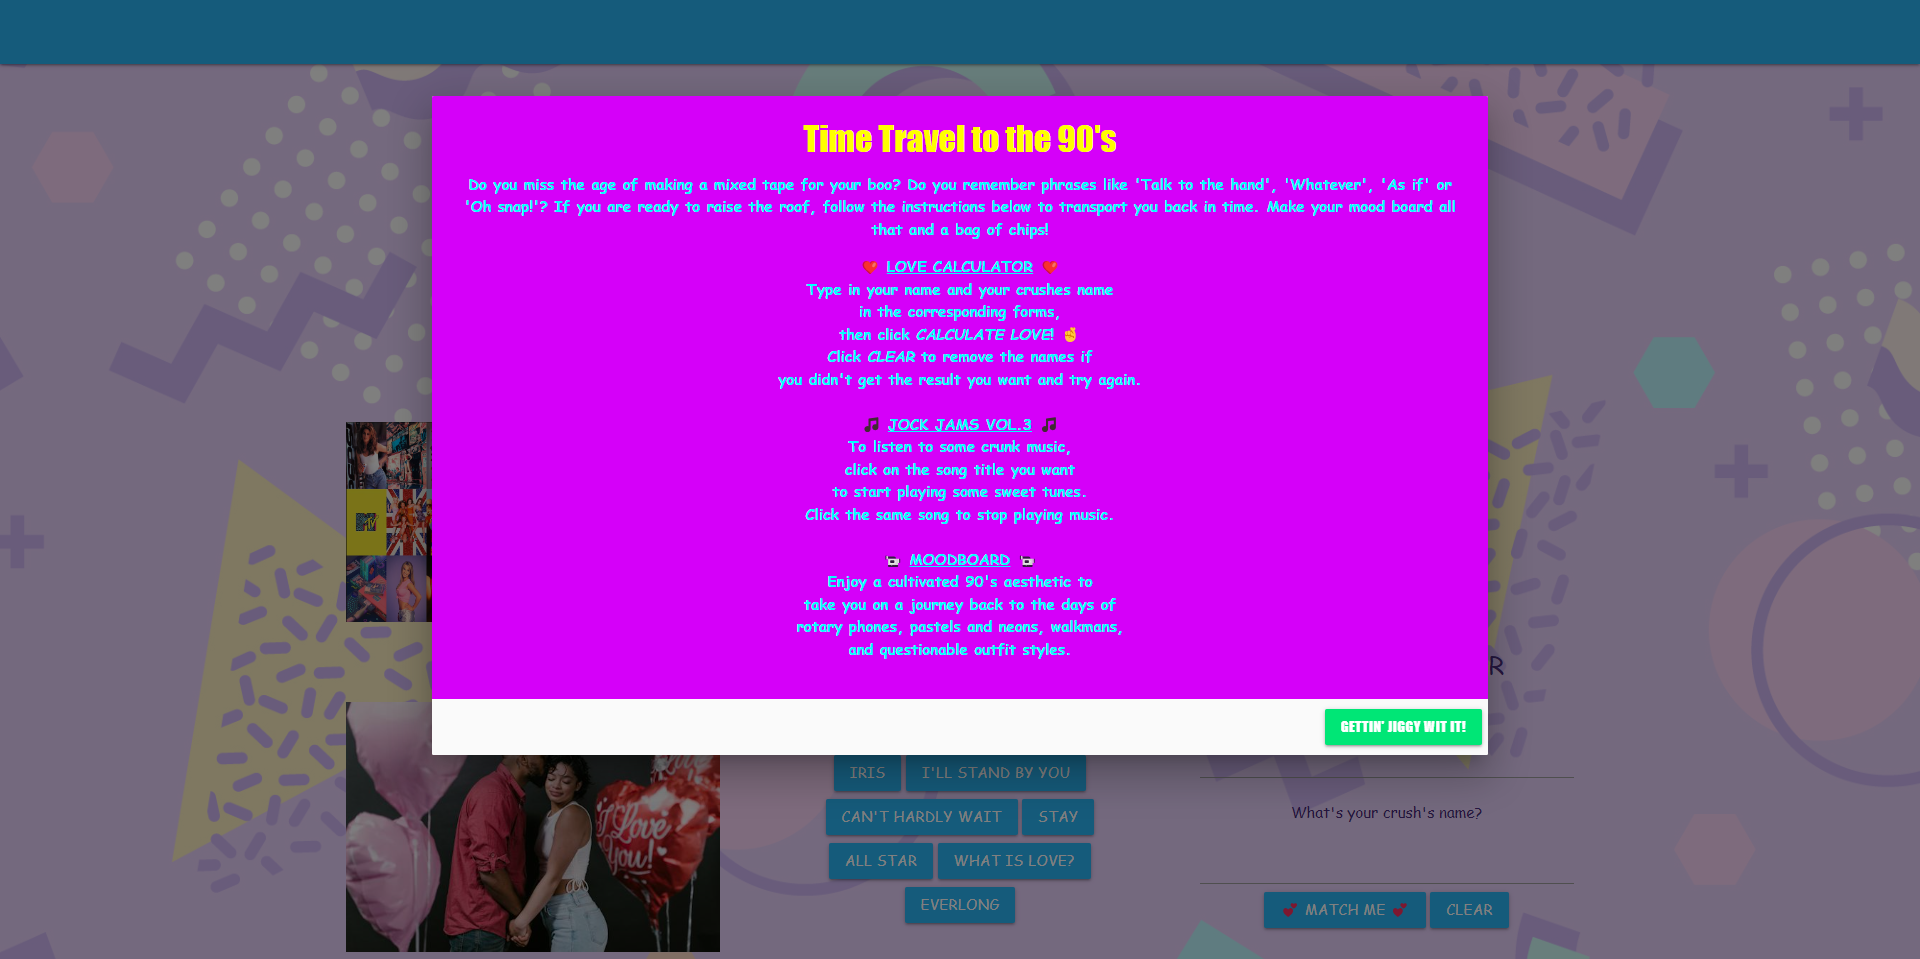 Time Travel to the 90's
Do you miss the age of making a mixed tape for your boo? Do you remember phrases like 'Talk to the hand', 'Whatever', 'As if' or
'Oh snap!'? If you are ready to raise the roof, follow the instructions below to transport you back in time. Make your mood board all
that and a bag of chips!
❤️ LOVE CALCULATOR ❤️
Type in your name and your crushes name
in the corresponding forms,
then click CALCULATE LOVE! 🤞
Click CLEAR to remove the names if
you didn't get the result you want and try again.
🎵 JOCK JAMS VOL.3 🎵
To listen to some crunk music,
click on the song title you want
to start playing some sweet tunes.
Click the same song to stop playing music.
MOODBOARD
Enjoy a cultivated 90's aesthetic to
take you on a journey back to the days of
rotary phones, pastels and neons, walkmans,
and questionable outfit styles.
GETTIN' JIGGY WIT IT!
MTV
R
I Love
You!
IRIS
I'LL STAND BY YOU
CAN'T HARDLY WAIT
STAY
ALL STAR
WHAT IS LOVE?
EVERLONG
What's your crush's name?
💕 MATCH ME 💕
CLEAR